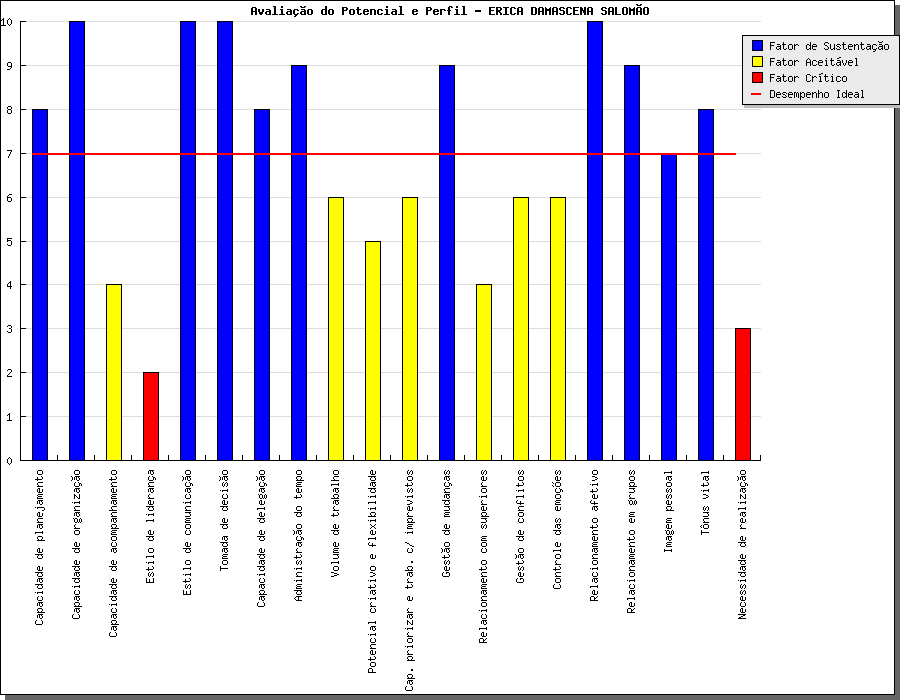 Avaliação do Potencial e Perfil - ERICA DAMASCENA SALOMÃO
Fator de Sustentação
Fator Aceitável
Fator Crítico
Desempenho Ideal
10
9
8
7
6
5
4
3
2
1
0
Capacidade de planejamento
Capacidade de organização
Capacidade de acompanhamento
Estilo de liderança
Estilo de comunicação
Tomada de decisão
Capacidade de delegação
Administração do tempo
Volume de trabalho
Potencial criativo e flexibilidade
Cap. priorizar e trab. c/ imprevistos
Gestão de mudanças
Relacionamento com superiores
Gestão de conflitos
Controle das emoções
Relacionamento afetivo
Relacionamento em grupos
Imagem pessoal
Tônus vital
Necessidade de realização